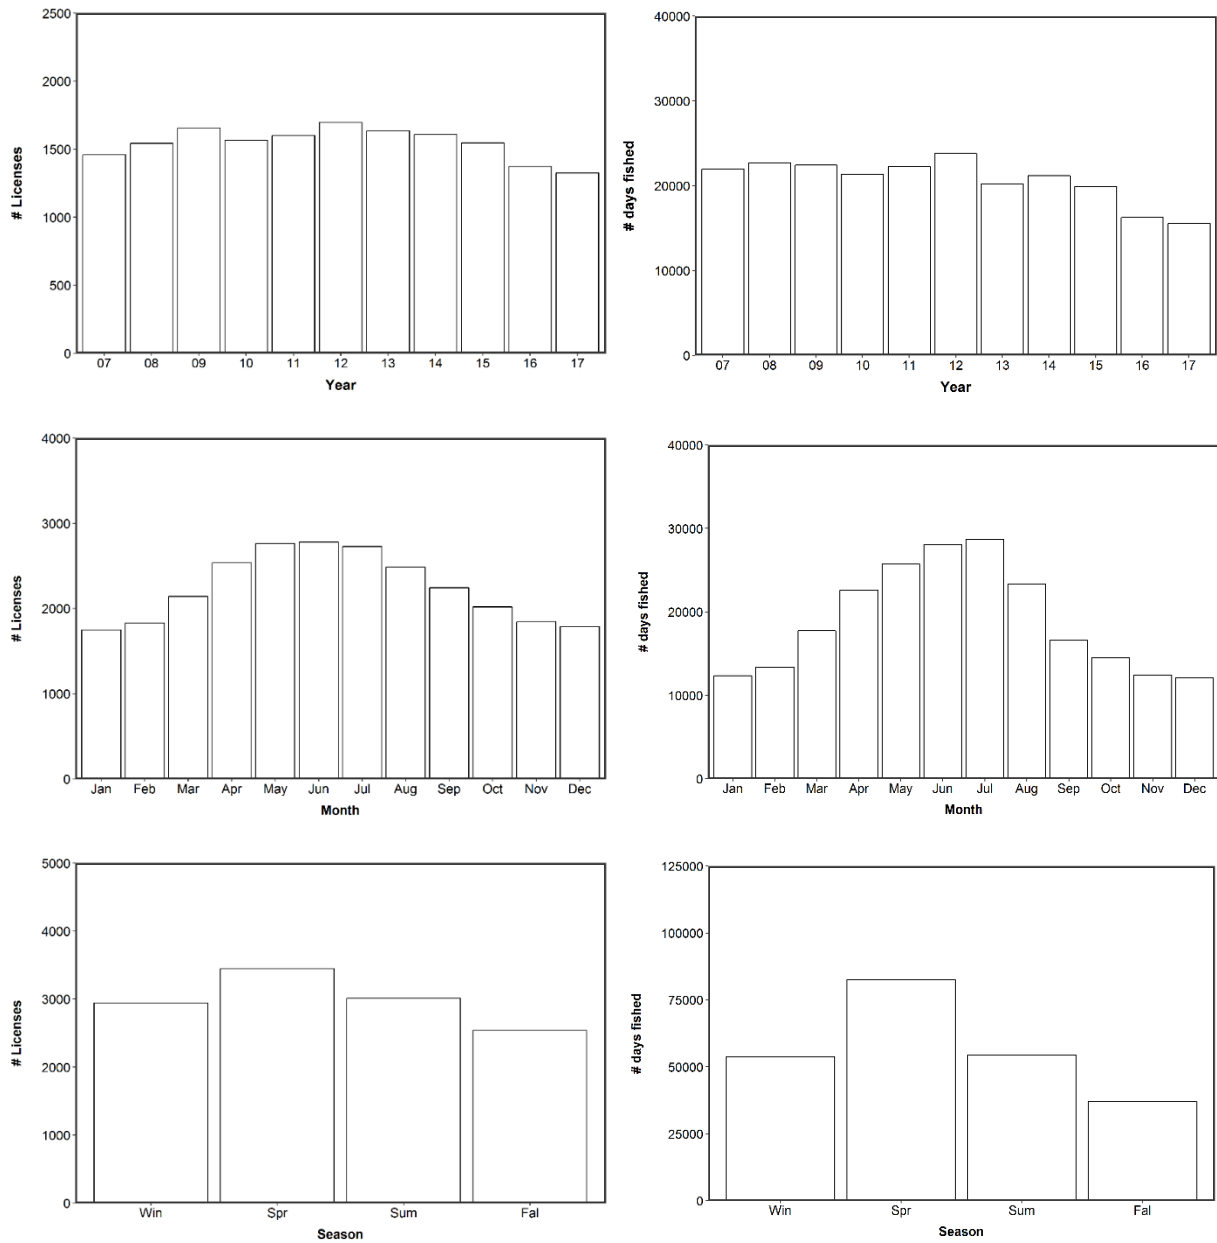 # Licenses
2500
2000
1500
1000
500
0
07 08 09 10 11 12 13 14 15 16 17
Year
# days fished
40000
30000
20000
10000
0
07 08 09 10 11 12 13 14 15 16 17
Year
# Licenses
4000
3000
2000
1000
0
Jan Feb Mar Apr May Jun Jul Aug Sep Oct Nov Dec
Month
# days fished
40000
30000
20000
10000
0
Jan Feb Mar Apr May Jun Jul Aug Sep Oct Nov Dec
Month
# Licenses
5000
4000
3000
2000
1000
0
Win Spr Sum Fal
Season
# days fished
125000
100000
75000
50000
25000
0
Win Spr Sum Fal
Season